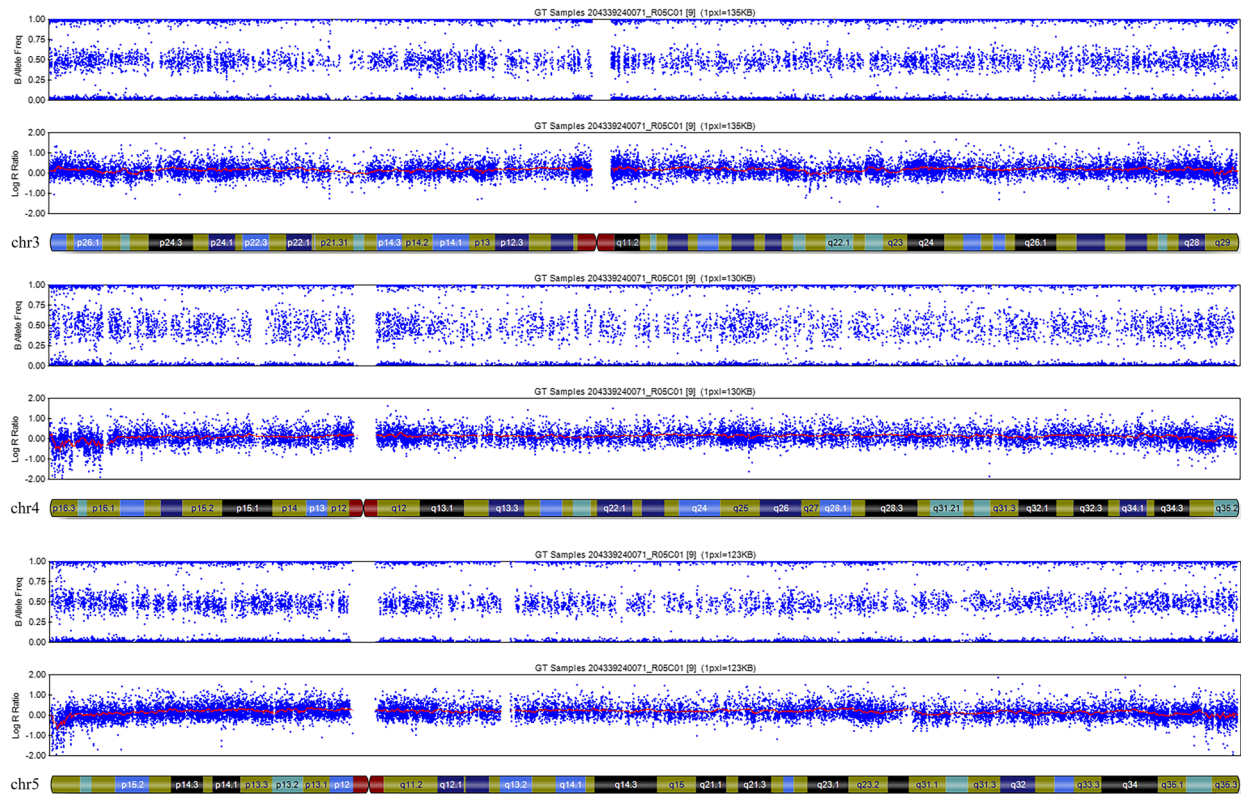 GT Samples 204339240071_R05C01 [9] (1pxl=135KB)
B Allele Freq
1.00
0.75
0.50
0.25
0.00
GT Samples 204339240071_R05C01 [9] (1pxl=135KB)
Log R Ratio
2.00
1.00
0.00
-1.00
-2.00
chr3 p26.1 p24.3 p24.1 p22.3 p22.1 p21.31 p14.3 p14.2 p14.1 p13 p12.3 q11.2 q22.1 q23 q24 q26.1 q28 q29
GT Samples 204339240071_R05C01 [9] (1pxl=130KB)
B Allele Freq
1.00
0.75
0.50
0.25
0.00
GT Samples 204339240071_R05C01 [9] (1pxl=130KB)
Log R Ratio
2.00
1.00
0.00
-1.00
-2.00
chr4 p16.3 p16.1 p15.2 p15.1 p14 p13 p12 q12 q13.1 q13.3 q22.1 q24 q25 q26 q27 q28.1 q28.3 q31.21 q31.3 q32.1 q32.3 q34.1 q34.3 q35.2
GT Samples 204339240071_R05C01 [9] (1pxl=123KB)
B Allele Freq
1.00
0.75
0.50
0.25
0.00
GT Samples 204339240071_R05C01 [9] (1pxl=123KB)
Log R Ratio
2.00
1.00
0.00
-1.00
-2.00
chr5 p15.2 p14.3 p14.1 p13.3 p13.2 p13.1 p12 q11.2 q12.1 q13.2 q14.1 q14.3 q15 q21.1 q21.3 q23.1 q23.2 q31.1 q31.3 q32 q33.3 q34 q35.1 q35.3